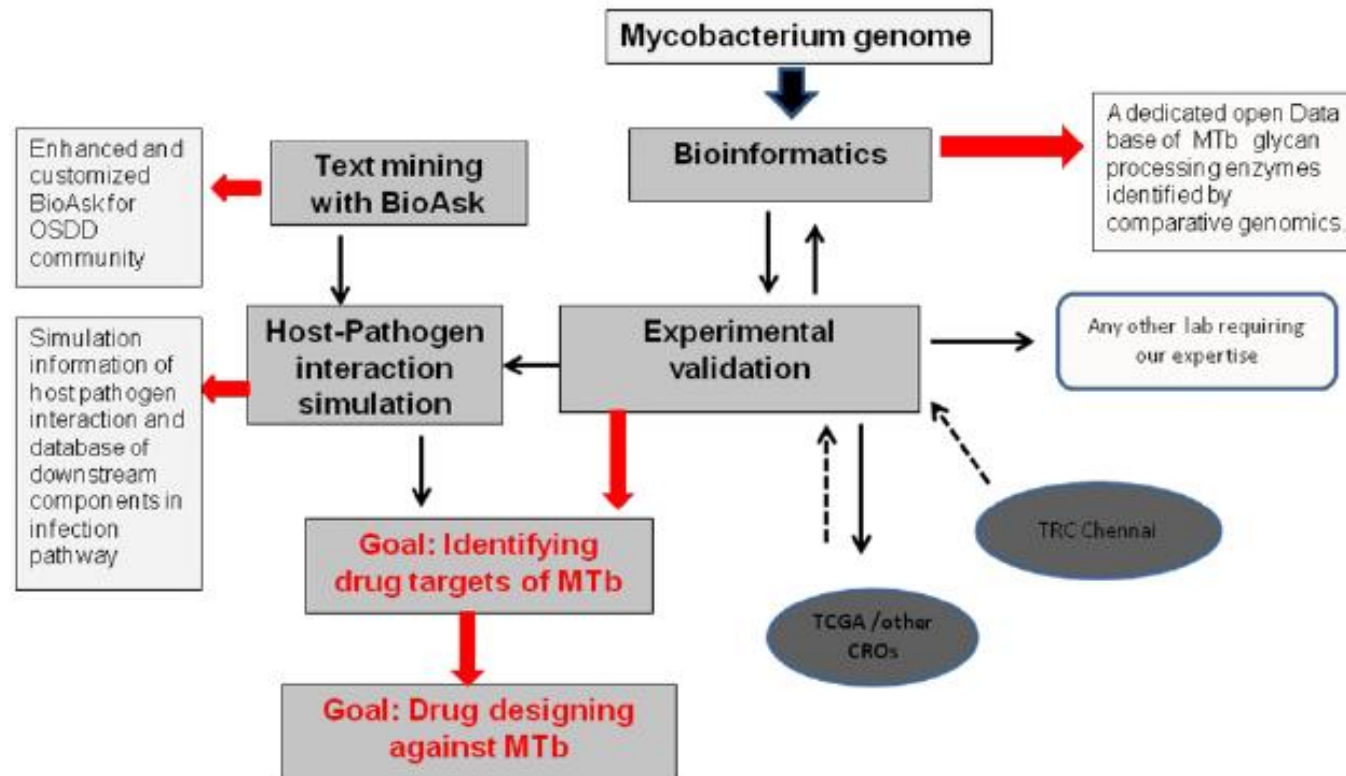 Mycobacterium genome
Enhanced and
customized
BioAsk for
OSDD
community
Text mining
with BioAsk
Bioinformatics
A dedicated open Data
base of MTb glycan
processing enzymes
identified by
comparative genomics.
Simulation
information of
host pathogen
interaction and
database of
downstream
components in
infection
pathway
Host-Pathogen
interaction
simulation
Experimental
validation
Any other lab requiring
our expertise
Goal: Identifying
drug targets of MTb
TRC Chennai
TCGA /other
CROs
Goal: Drug designing
against MTb